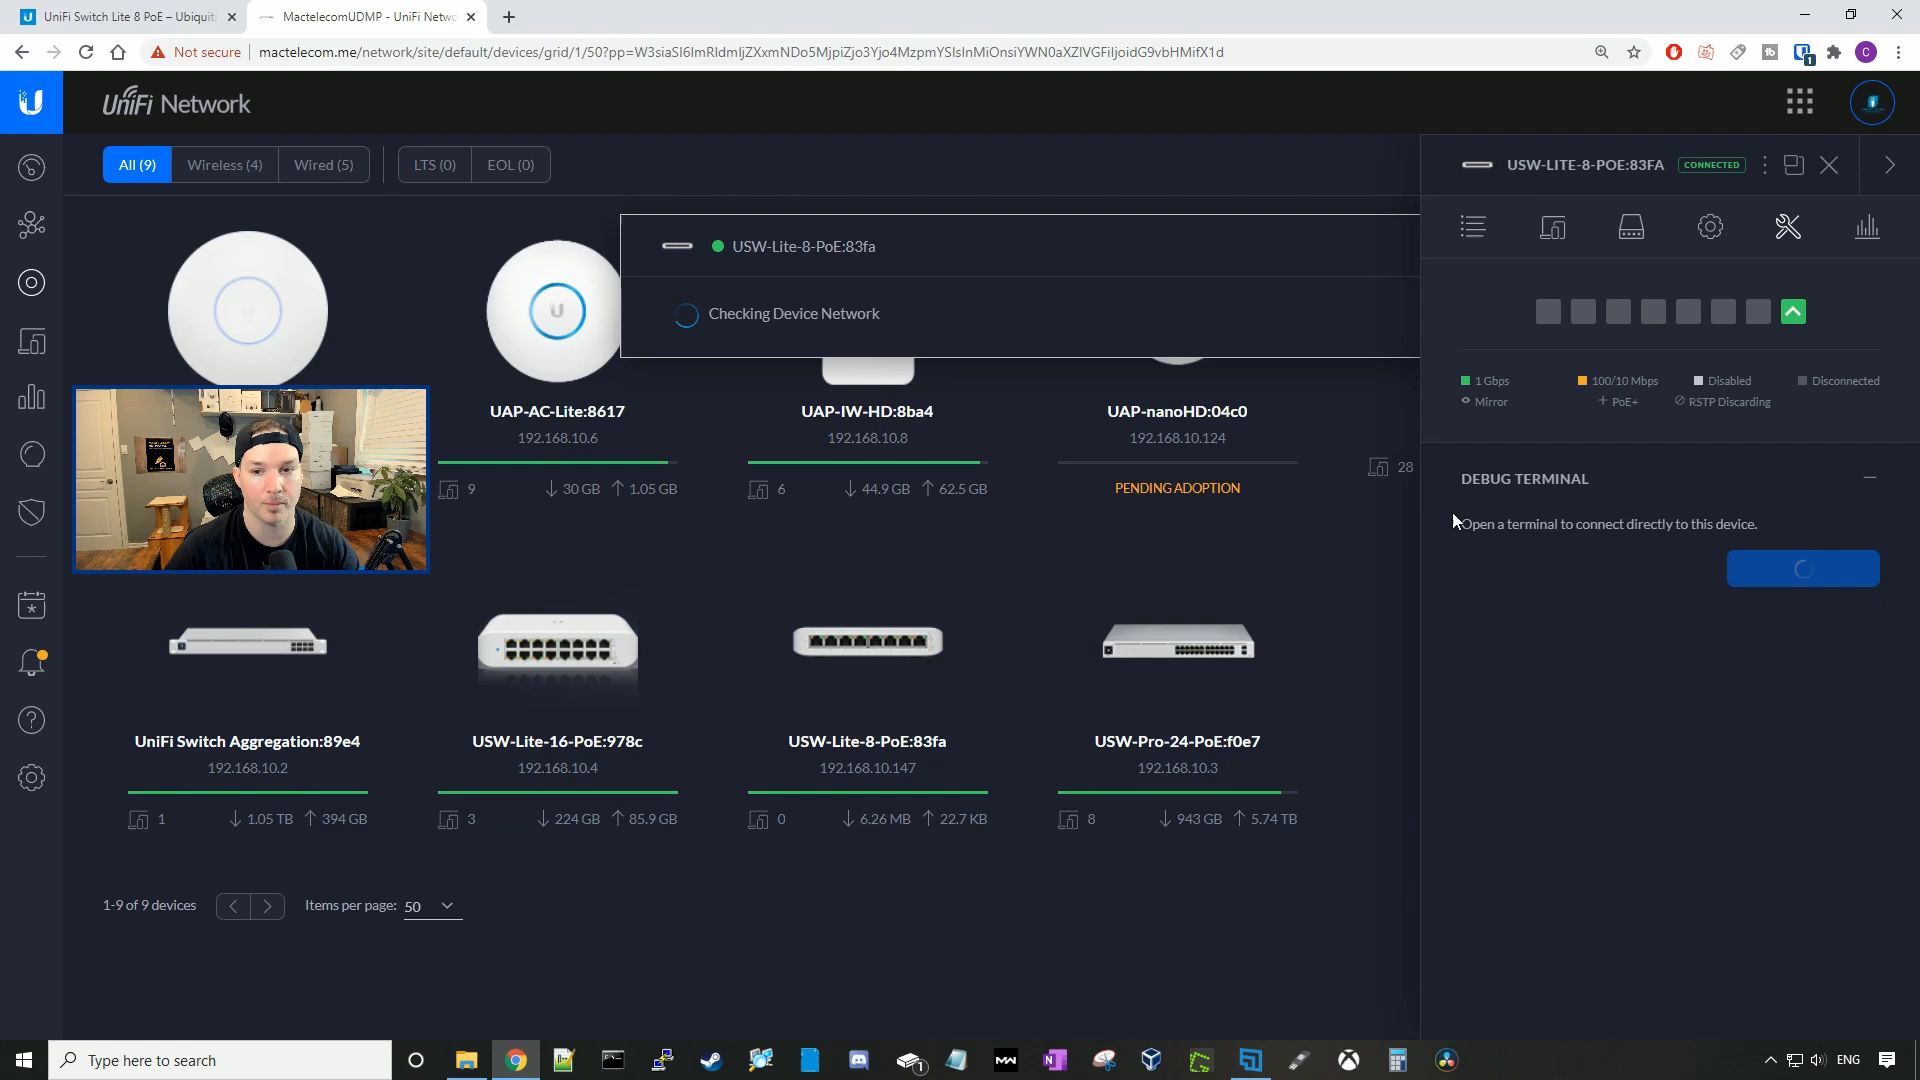 UniFi Switch Lite 8 PoE – Ubiquiti
MactelecomUDMP - UniFi Netwo
Not secure
mactelecom.me/network/site/default/devices/grid/1/50?pp=
UniFi Network
All (9)
Wireless (4)
Wired (5)
LTS (0)
EOL (0)
USW-LITE-8-POE:83FA
CONNECTED
USW-Lite-8-PoE:83fa
Checking Device Network
1 Gbps
100/10 Mbps
Disabled
Disconnected
Mirror
PoE+
RSTP Discarding
UAP-AC-Lite:8617
192.168.10.6
9
30 GB
1.05 GB
UAP-IW-HD:8ba4
192.168.10.8
6
44.9 GB
62.5 GB
UAP-nanoHD:04c0
192.168.10.124
PENDING ADOPTION
28
DEBUG TERMINAL
Open a terminal to connect directly to this device.
UniFi Switch Aggregation:89e4
192.168.10.2
1
1.05 TB
394 GB
USW-Lite-16-PoE:978c
192.168.10.4
3
224 GB
85.9 GB
USW-Lite-8-PoE:83fa
192.168.10.147
0
6.26 MB
22.7 KB
USW-Pro-24-PoE:f0e7
192.168.10.3
8
943 GB
5.74 TB
1-9 of 9 devices
Items per page: 50
Type here to search
ENG